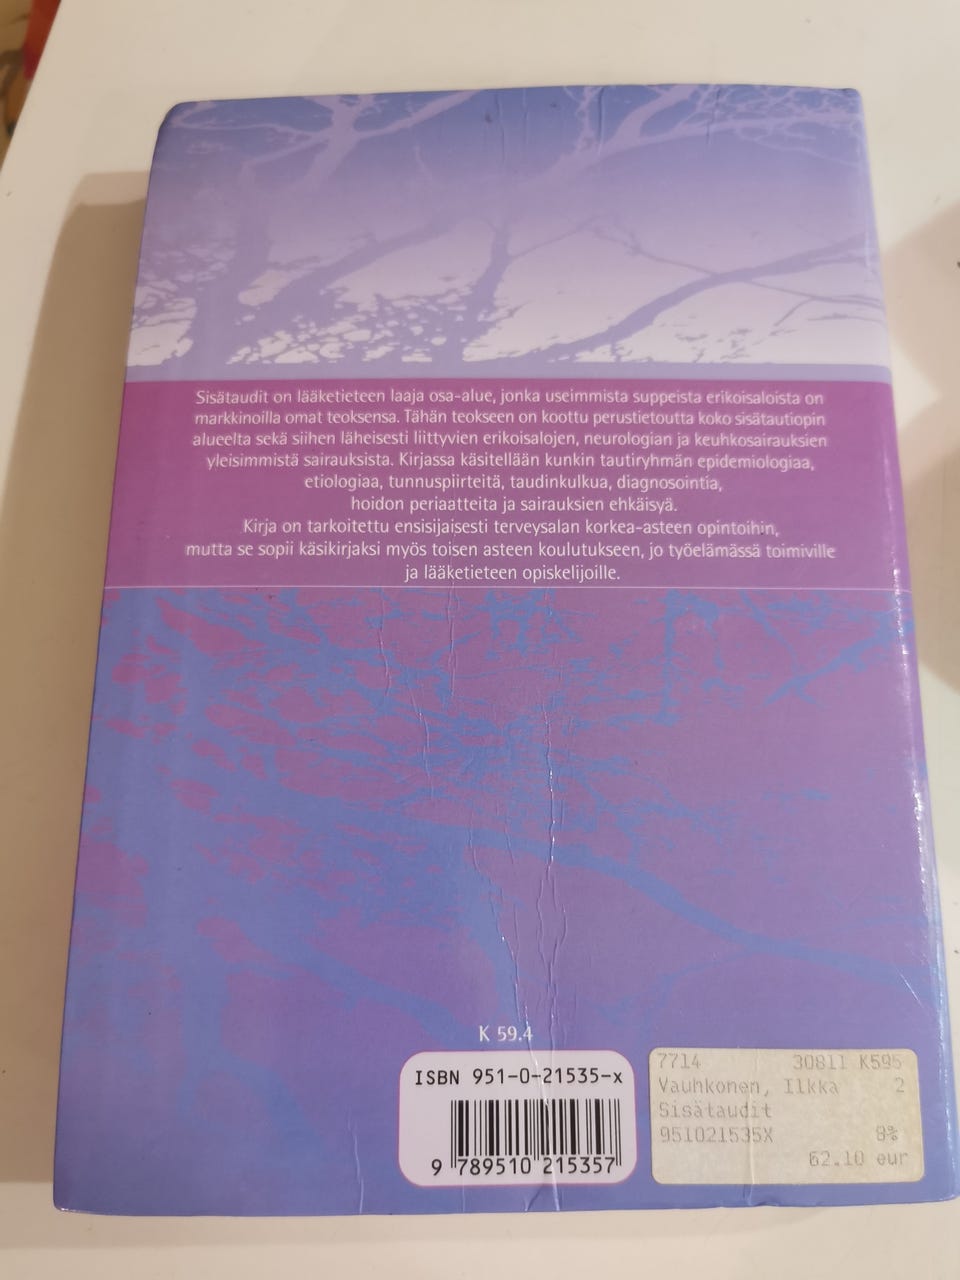 Sisätaudit on lääketieteen laaja osa-alue, jonka useimmista suppeista erikoisaloista on
markkinoilla omat teoksensa. Tähän teokseen on koottu perustietoutta koko sisätautiopin
alueelta sekä siihen läheisesti liittyvien erikoisalojen, neurologian ja keuhkosairauksien
yleisimmistä sairauksista. Kirjassa käsitellään kunkin tautiryhmän epidemiologiaa,
etiologiaa, tunnuspiirteitä, taudinkulkua, diagnosointia,
hoidon periaatteita ja sairauksien ehkäisyä.
Kirja on tarkoitettu ensisijaisesti terveysalan korkea-asteen opintoihin,
mutta se sopii käsikirjaksi myös toisen asteen koulutukseen, jo työelämässä toimiville
ja lääketieteen opiskelijoille.
K 59.4
ISBN 951-0-21535-x
9 789510 215357
7714 30811 K595
Vauhkonen, Ilkka 2
Sisätaudit
951021535X 8%
62.10 eur